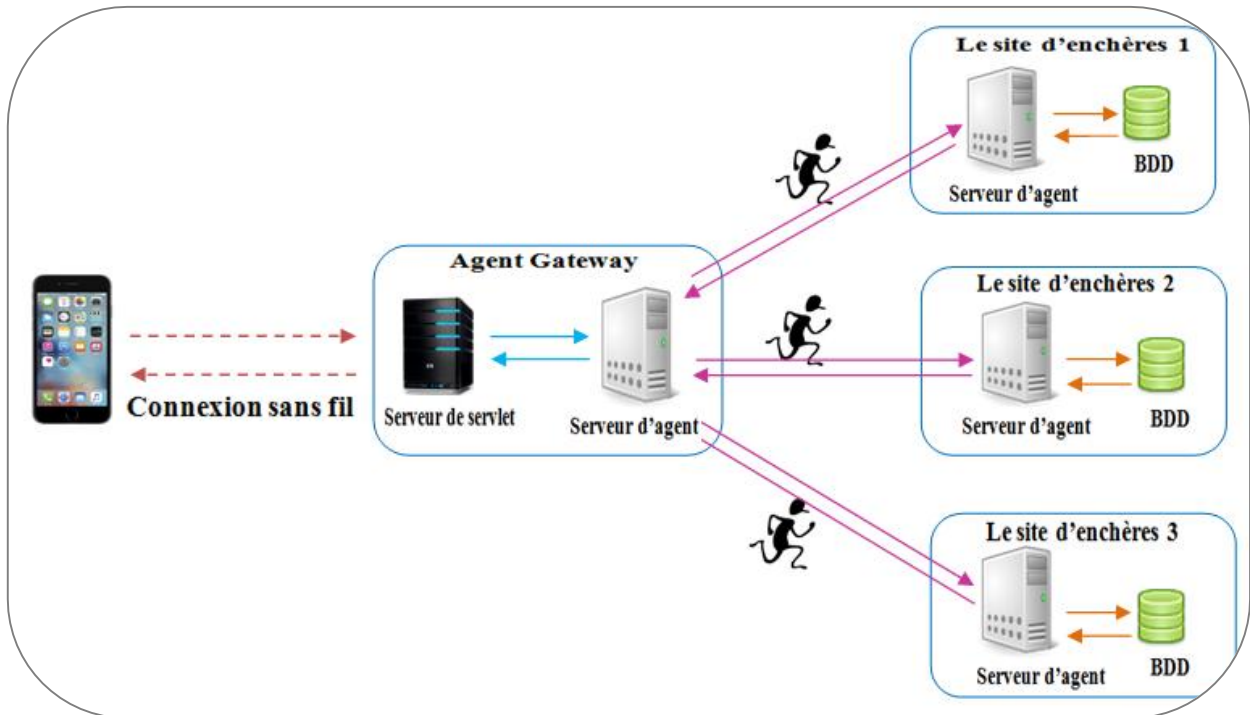 Le site d'enchères 1
BDD
Serveur d'agent
Agent Gateway
Serveur de servlet
Serveur d'agent
Connexion sans fil
Le site d'enchères 2
Serveur d'agent
BDD
Le site d'enchères 3
Serveur d'agent
BDD